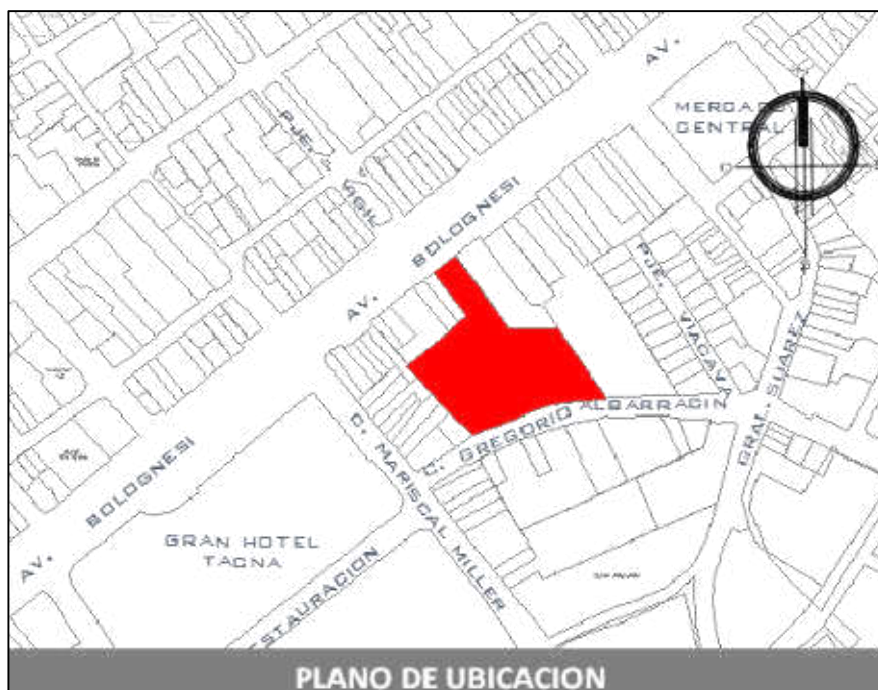 AV.
MERCADO
CENTRAL
PJE.
VIGIL
BOLOGNESI
AV.
PJE.
VIACAVA
GRAL. SUAREZ
C. GREGORIO ALBARRACIN
C. MARISCAL MILLER
BOLOGNESI
AV.
GRAN HOTEL
TACNA
ESTAURACION
PLANO DE UBICACION